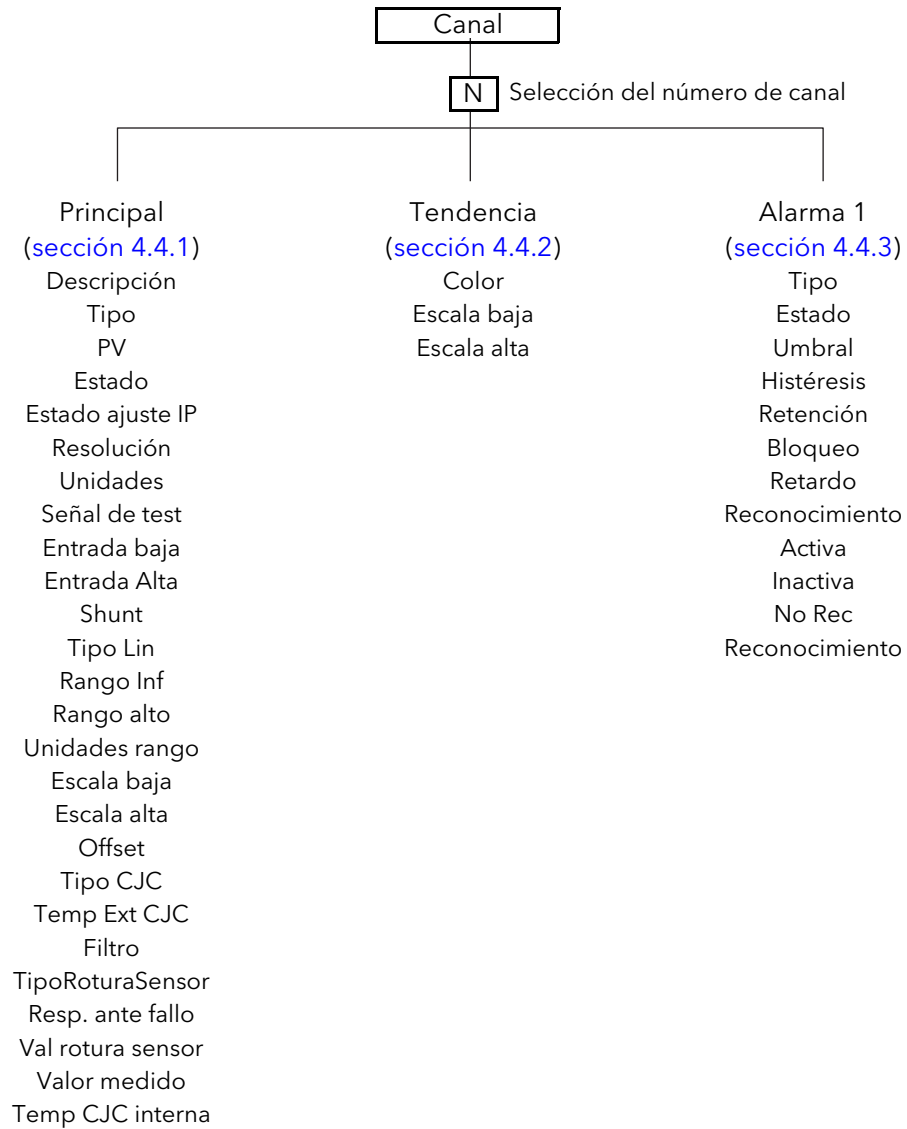 Canal
N Selección del número de canal
Principal
(sección 4.4.1)
Descripción
Tipo
PV
Estado
Estado ajuste IP
Resolución
Unidades
Señal de test
Entrada baja
Entrada Alta
Shunt
Tipo Lin
Rango Inf
Rango alto
Unidades rango
Escala baja
Escala alta
Offset
Tipo CJC
Temp Ext CJC
Filtro
TipoRoturaSensor
Resp. ante fallo
Val rotura sensor
Valor medido
Temp CJC interna
Tendencia
(sección 4.4.2)
Color
Escala baja
Escala alta
Alarma 1
(sección 4.4.3)
Tipo
Estado
Umbral
Histéresis
Retención
Bloqueo
Retardo
Reconocimiento
Activa
Inactiva
No Rec
Reconocimiento